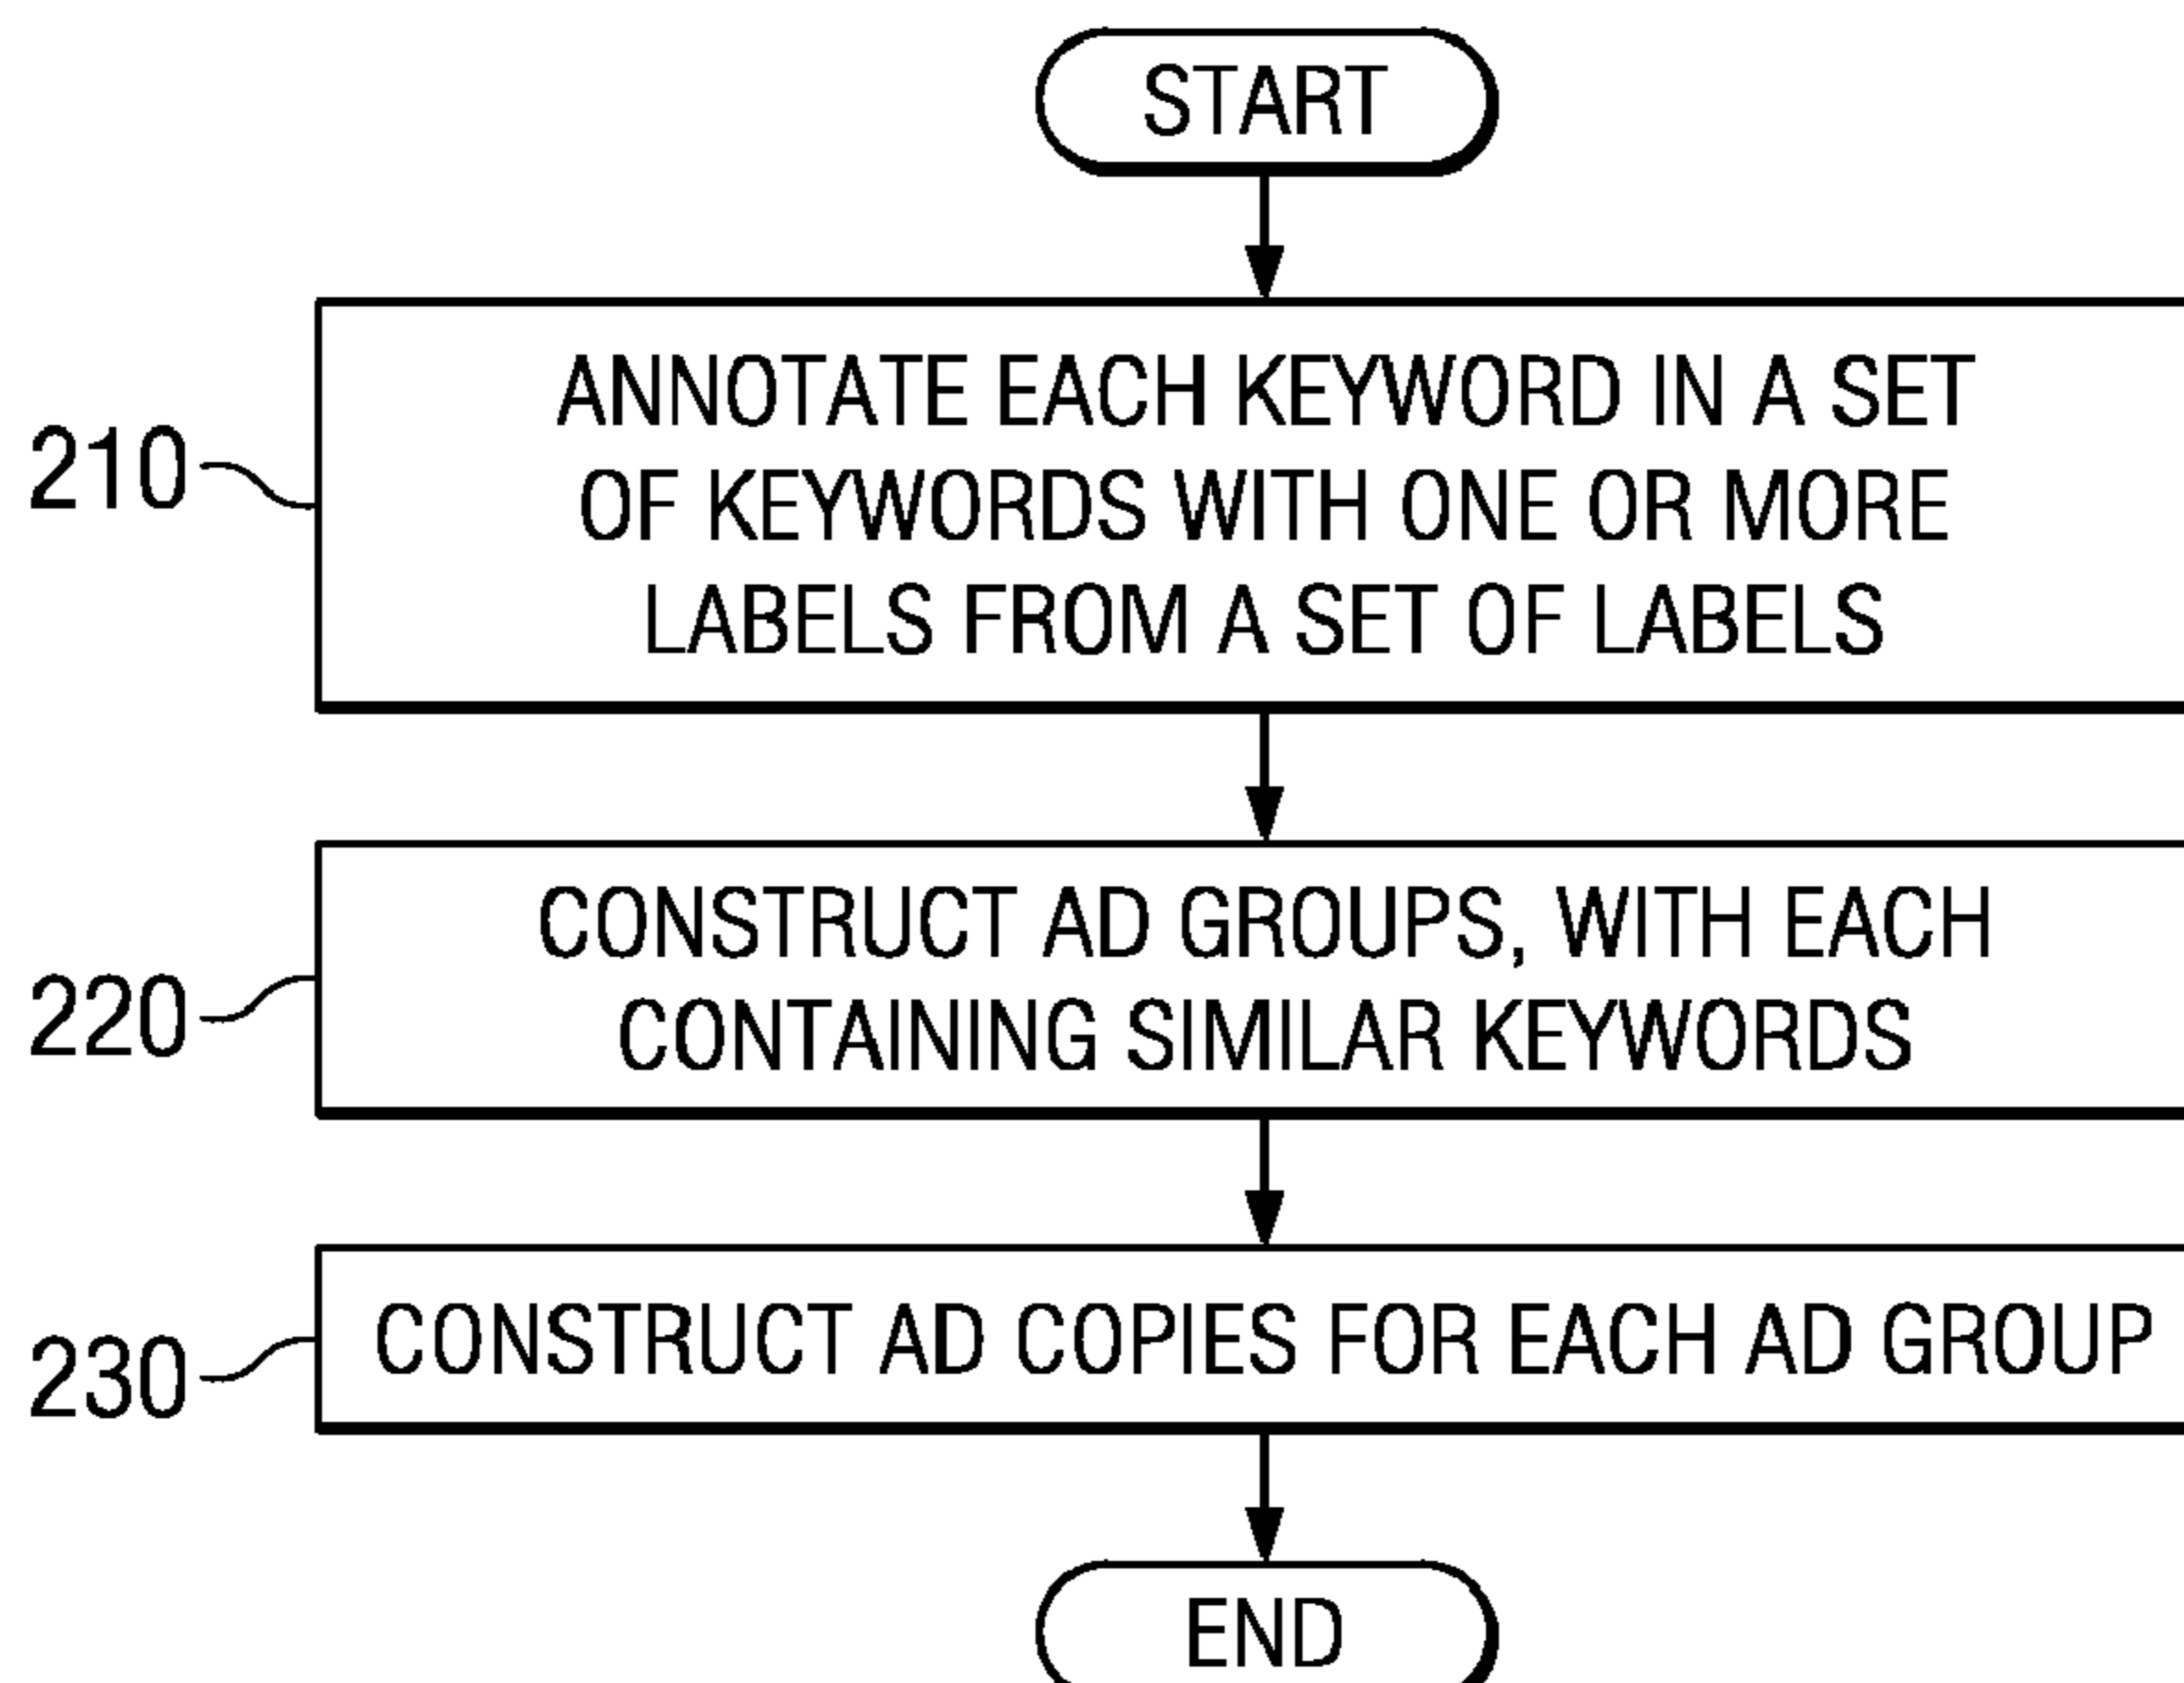 START
210
ANNOTATE EACH KEYWORD IN A SET
OF KEYWORDS WITH ONE OR MORE
LABELS FROM A SET OF LABELS
220
CONSTRUCT AD GROUPS, WITH EACH
CONTAINING SIMILAR KEYWORDS
230
CONSTRUCT AD COPIES FOR EACH AD GROUP
END